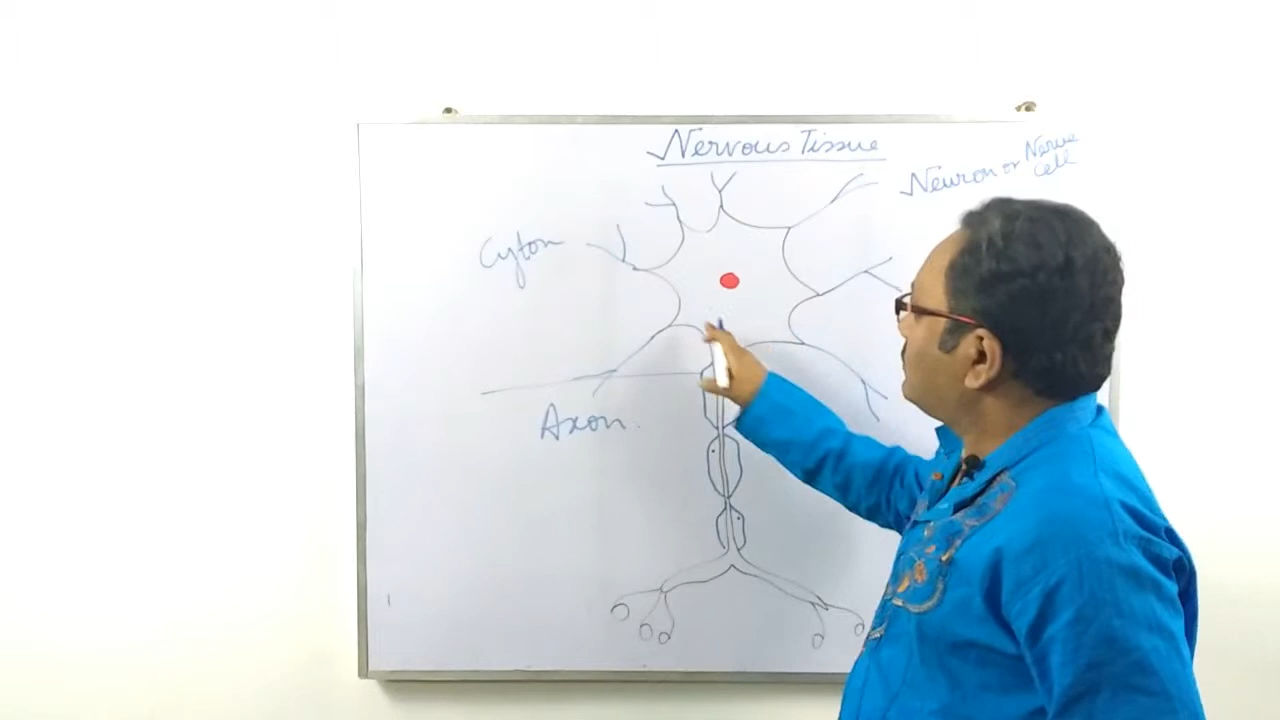 Nervous Tissue
Neuron or Nerve
cell
Cyton
Axon.